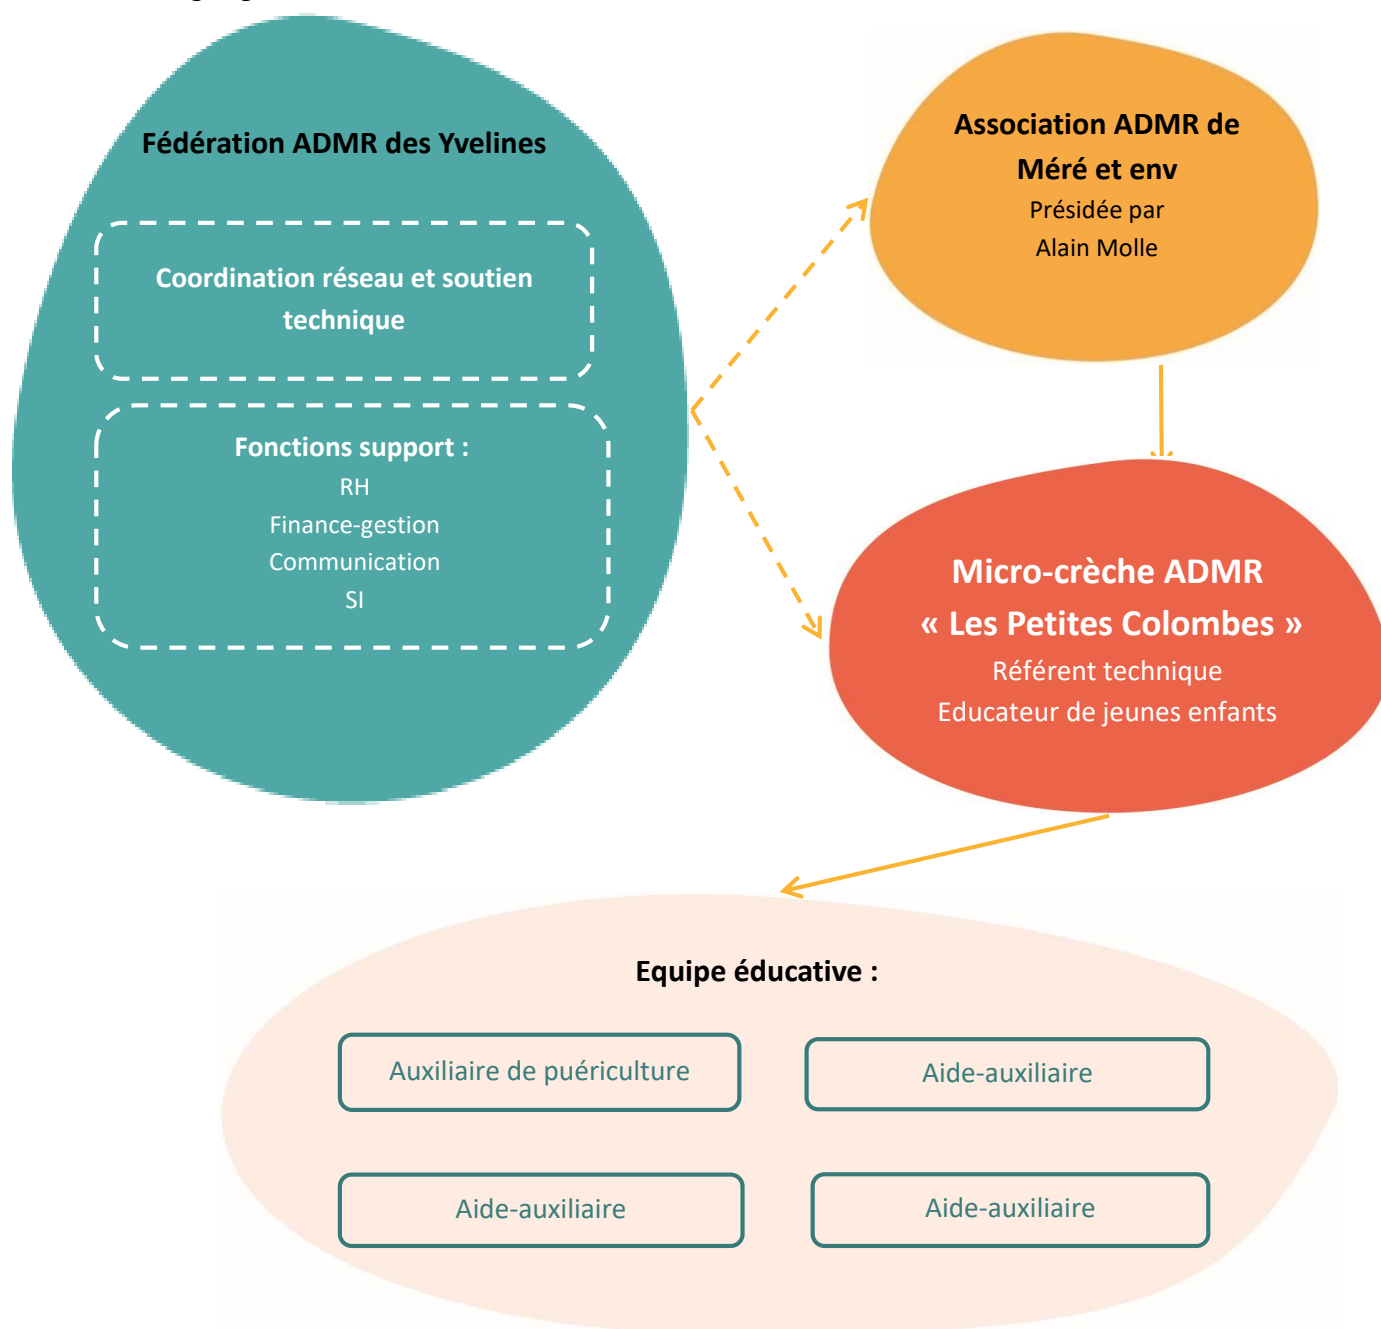 Fédération ADMR des Yvelines
Coordination réseau et soutien
technique
Fonctions support :
RH
Finance-gestion
Communication
SI
Association ADMR de
Méré et env
Présidée par
Alain Molle
Micro-crèche ADMR
« Les Petites Colombes »
Référent technique
Educateur de jeunes enfants
Equipe éducative :
Auxiliaire de puériculture
Aide-auxiliaire
Aide-auxiliaire
Aide-auxiliaire